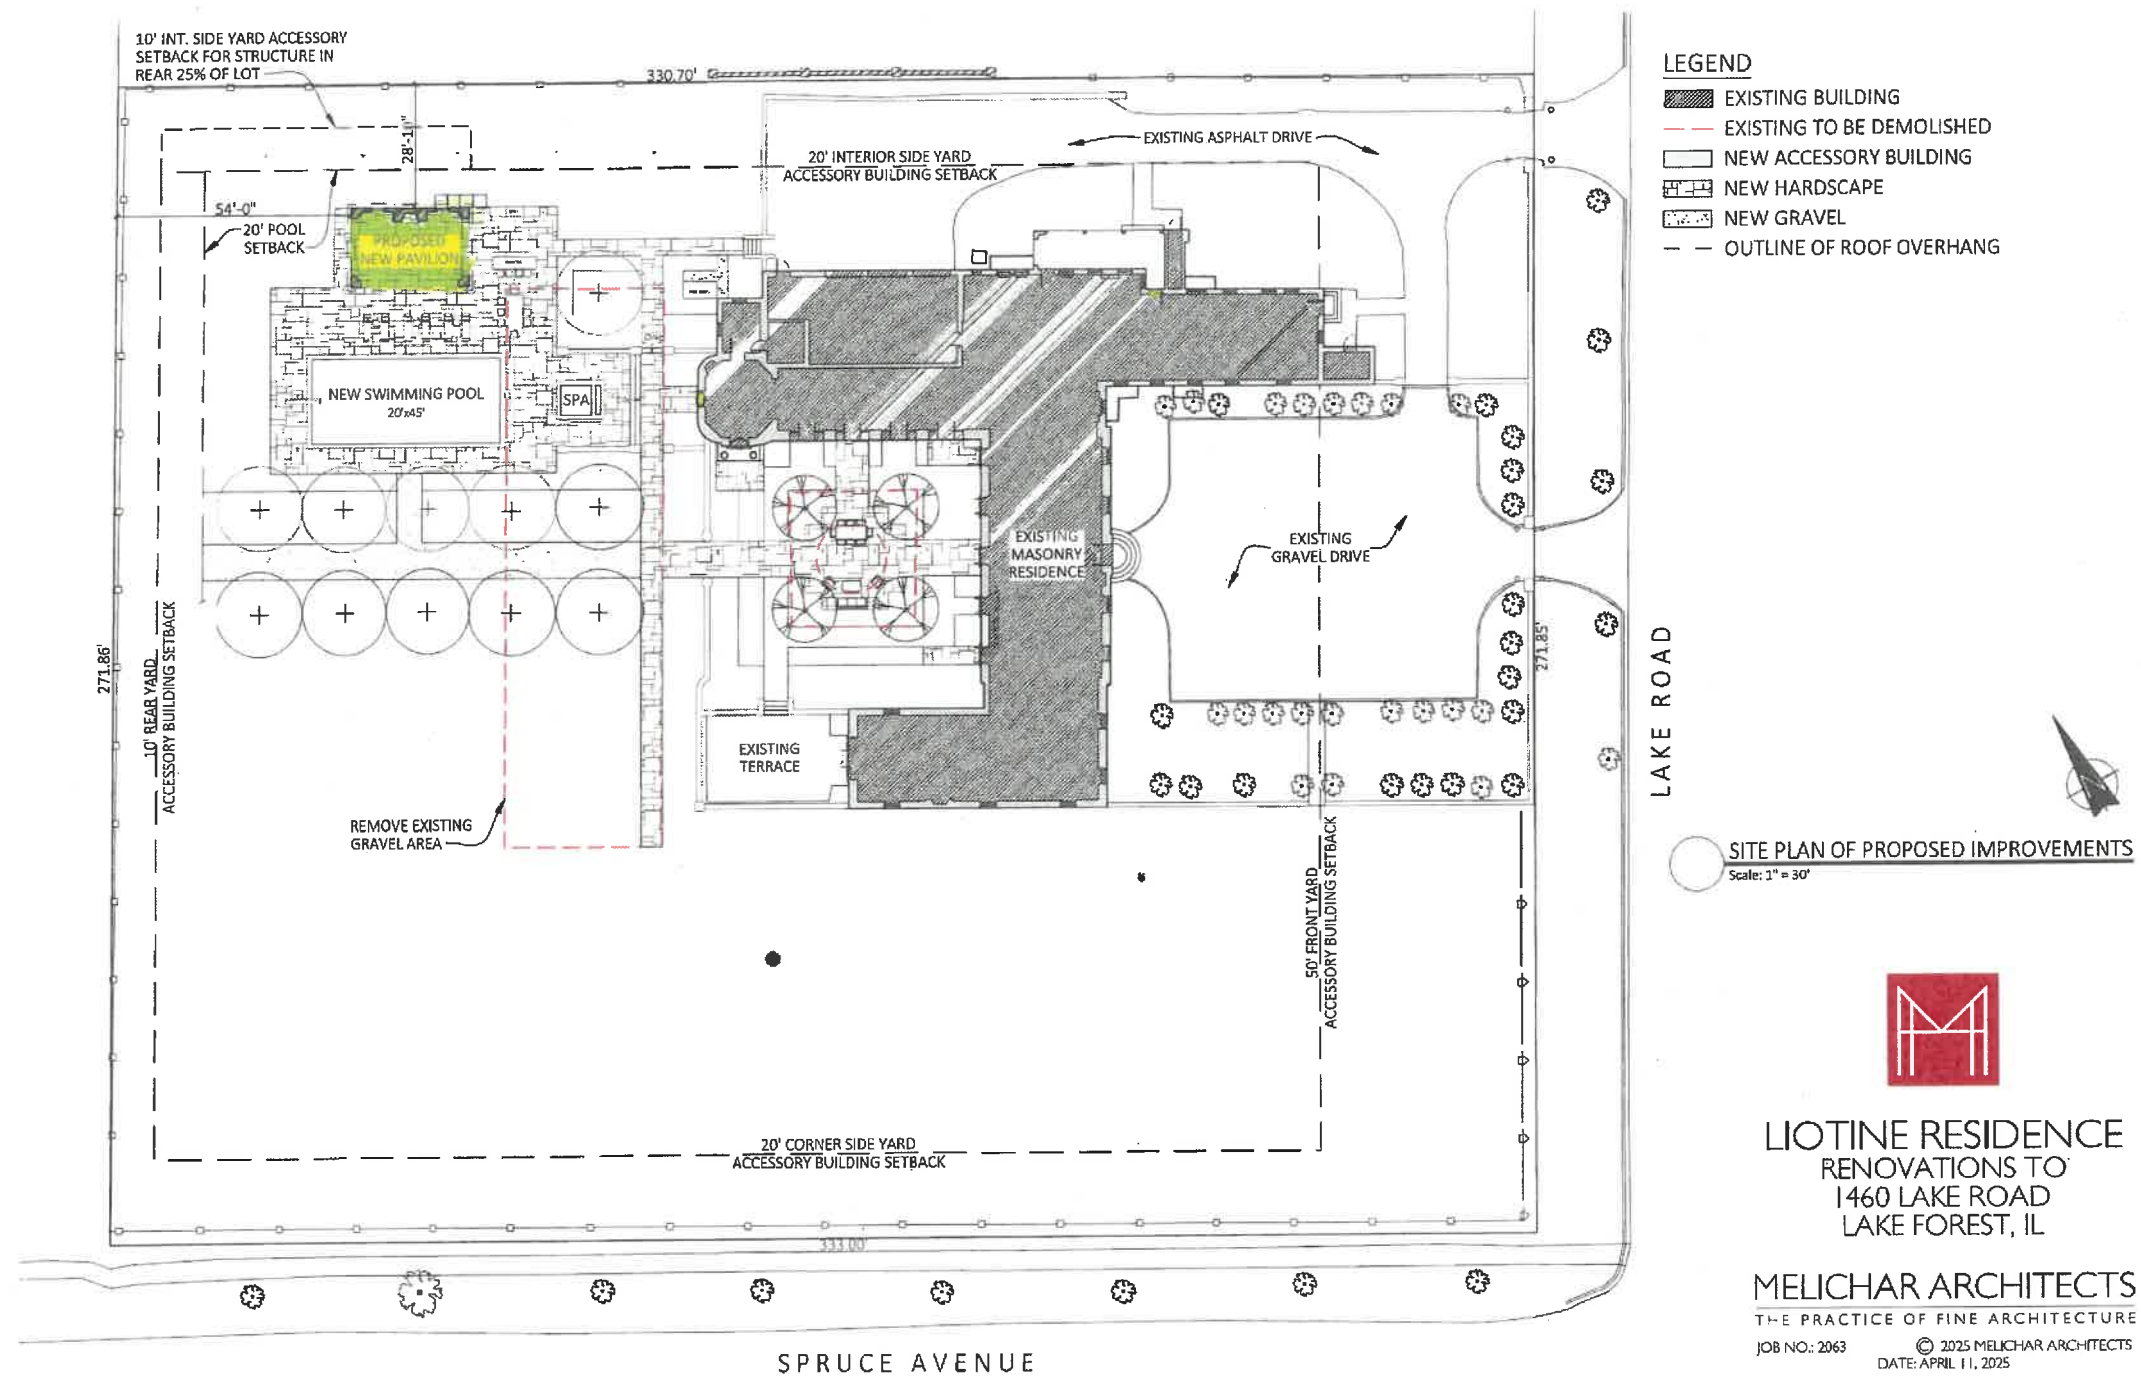 10' INT. SIDE YARD ACCESSORY
SETBACK FOR STRUCTURE IN
REAR 25% OF LOT
330.70'
28'-10"
54'-0"
20' POOL
SETBACK
20' INTERIOR SIDE YARD
ACCESSORY BUILDING SETBACK
EXISTING ASPHALT DRIVE
PROPOSED
NEW PAVILION
NEW SWIMMING POOL
20'x45'
SPA
EXISTING
MASONRY
RESIDENCE
EXISTING
GRAVEL DRIVE
271.86'
10' REAR YARD
ACCESSORY BUILDING SETBACK
271.85'
LAKE ROAD
EXISTING
TERRACE
REMOVE EXISTING
GRAVEL AREA
50' FRONT YARD
ACCESSORY BUILDING SETBACK
20' CORNER SIDE YARD
ACCESSORY BUILDING SETBACK
333.00'
SPRUCE AVENUE
LEGEND
EXISTING BUILDING
EXISTING TO BE DEMOLISHED
NEW ACCESSORY BUILDING
NEW HARDSCAPE
NEW GRAVEL
OUTLINE OF ROOF OVERHANG
SITE PLAN OF PROPOSED IMPROVEMENTS
Scale: 1" = 30'
LIOTINE RESIDENCE
RENOVATIONS TO
1460 LAKE ROAD
LAKE FOREST, IL
MELICHAR ARCHITECTS
THE PRACTICE OF FINE ARCHITECTURE
JOB NO.: 2063
© 2025 MELICHAR ARCHITECTS
DATE: APRIL 11, 2025